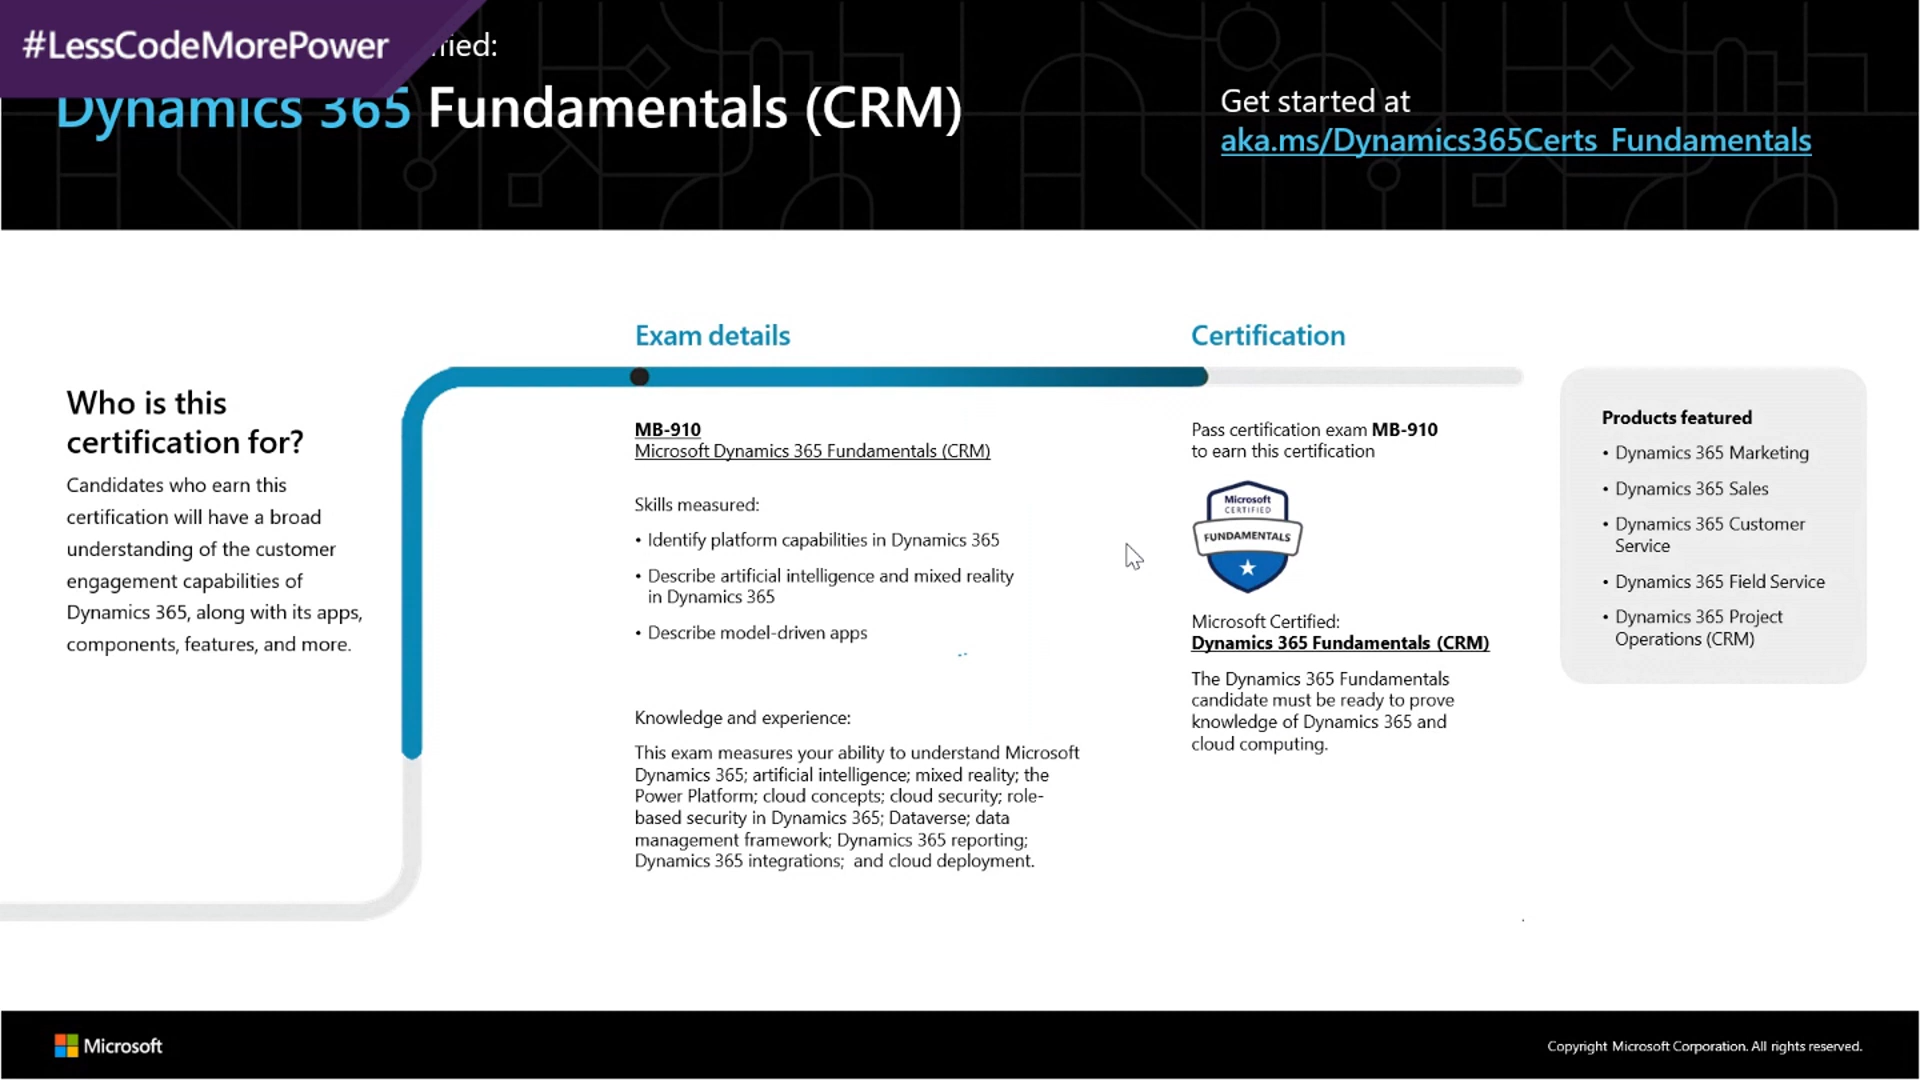 #LessCodeMorePower
Dynamics 365 Fundamentals (CRM)
Get started at
aka.ms/Dynamics365Certs_Fundamentals
Who is this
certification for?
Candidates who earn this
certification will have a broad
understanding of the customer
engagement capabilities of
Dynamics 365, along with its apps,
components, features, and more.
Exam details
MB-910
Microsoft Dynamics 365 Fundamentals (CRM)
Skills measured:
• Identify platform capabilities in Dynamics 365
• Describe artificial intelligence and mixed reality
in Dynamics 365
• Describe model-driven apps
Knowledge and experience:
This exam measures your ability to understand Microsoft
Dynamics 365; artificial intelligence; mixed reality; the
Power Platform; cloud concepts; cloud security; role-
based security in Dynamics 365; Dataverse; data
management framework; Dynamics 365 reporting;
Dynamics 365 integrations;  and cloud deployment.
Certification
Pass certification exam MB-910
to earn this certification
Microsoft
CERTIFIED
FUNDAMENTALS
Microsoft Certified:
Dynamics 365 Fundamentals (CRM)
The Dynamics 365 Fundamentals
candidate must be ready to prove
knowledge of Dynamics 365 and
cloud computing.
Products featured
• Dynamics 365 Marketing
• Dynamics 365 Sales
• Dynamics 365 Customer
Service
• Dynamics 365 Field Service
• Dynamics 365 Project
Operations (CRM)
Microsoft
Copyright Microsoft Corporation. All rights reserved.